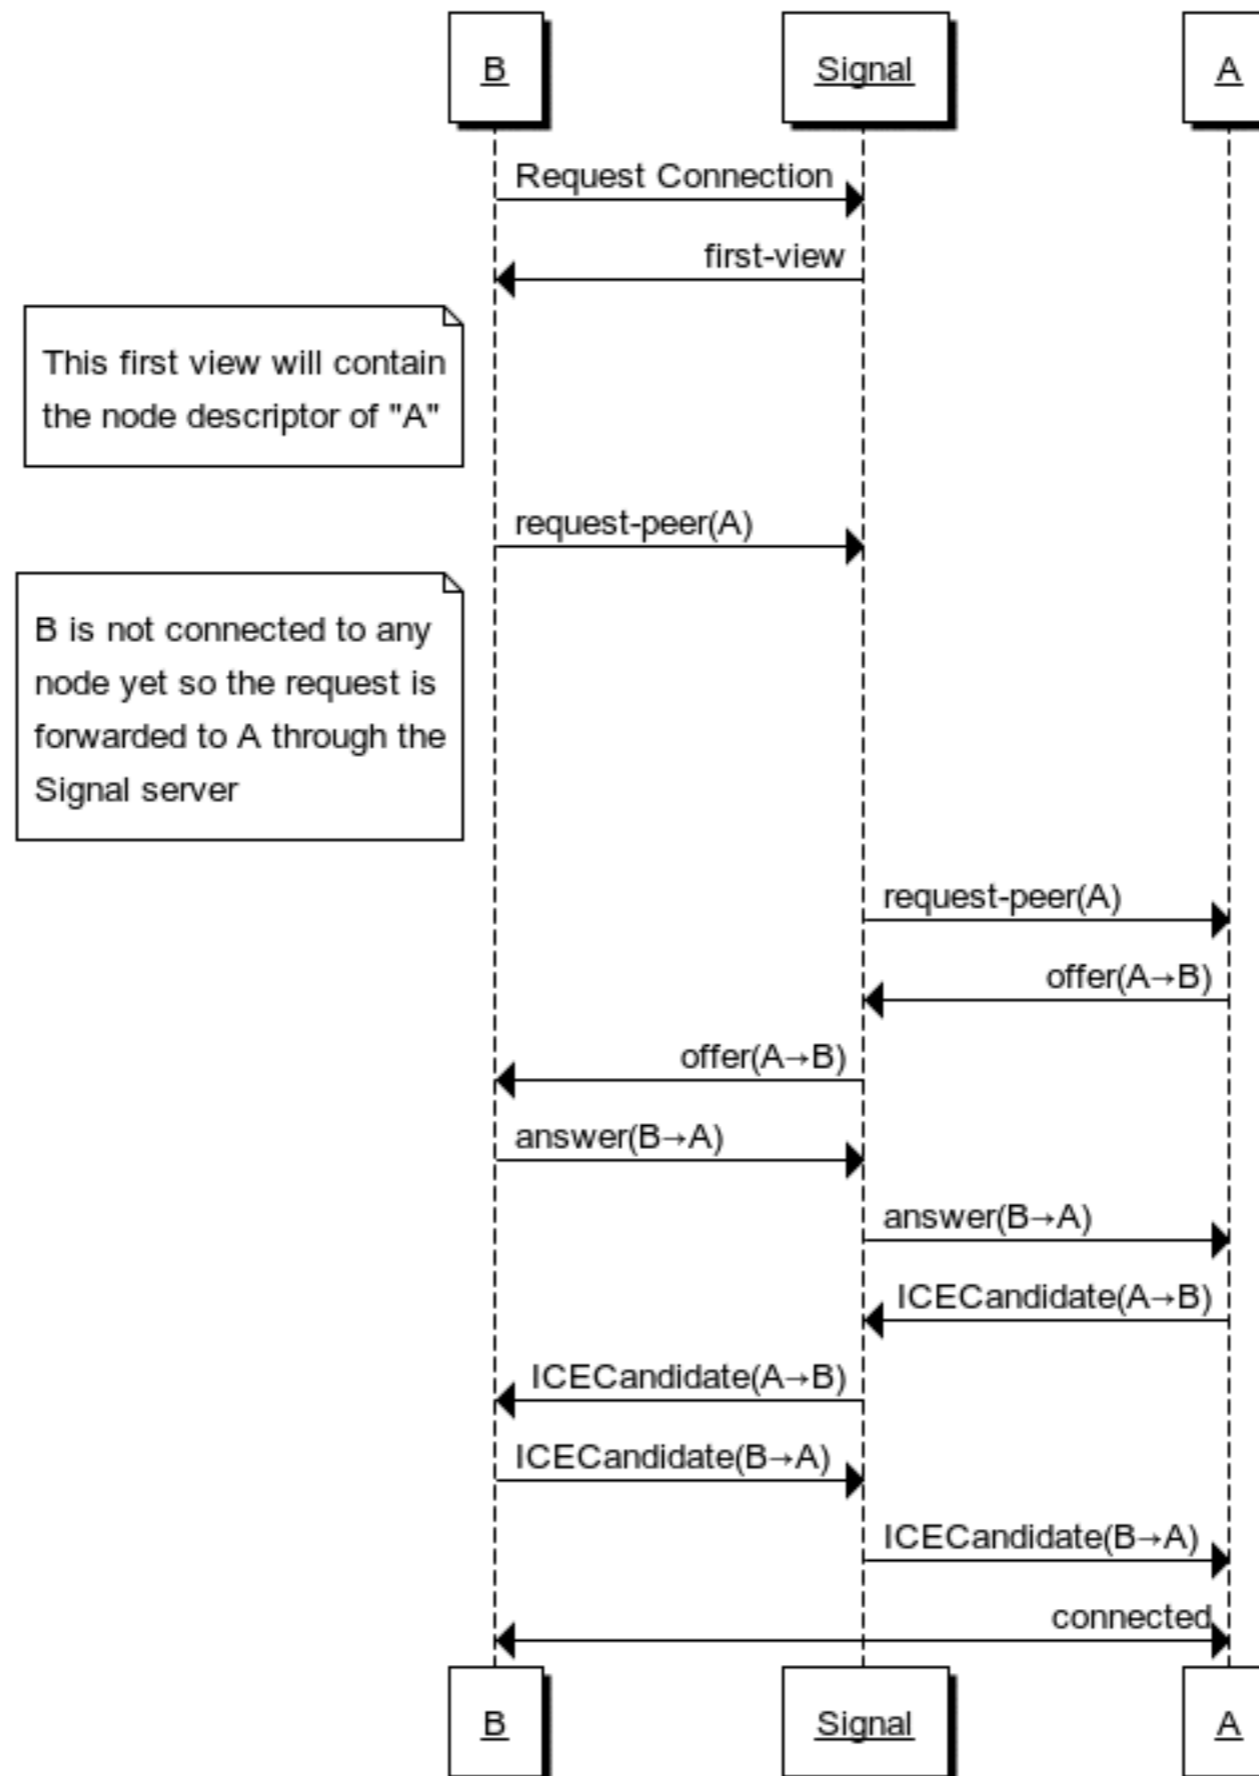 B
Signal
A
Request Connection
first-view
This first view will contain
the node descriptor of "A"
request-peer(A)
B is not connected to any
node yet so the request is
forwarded to A through the
Signal server
request-peer(A)
offer(A→B)
offer(A→B)
answer(B→A)
answer(B→A)
ICECandidate(A→B)
ICECandidate(A→B)
ICECandidate(B→A)
ICECandidate(B→A)
connected
B
Signal
A